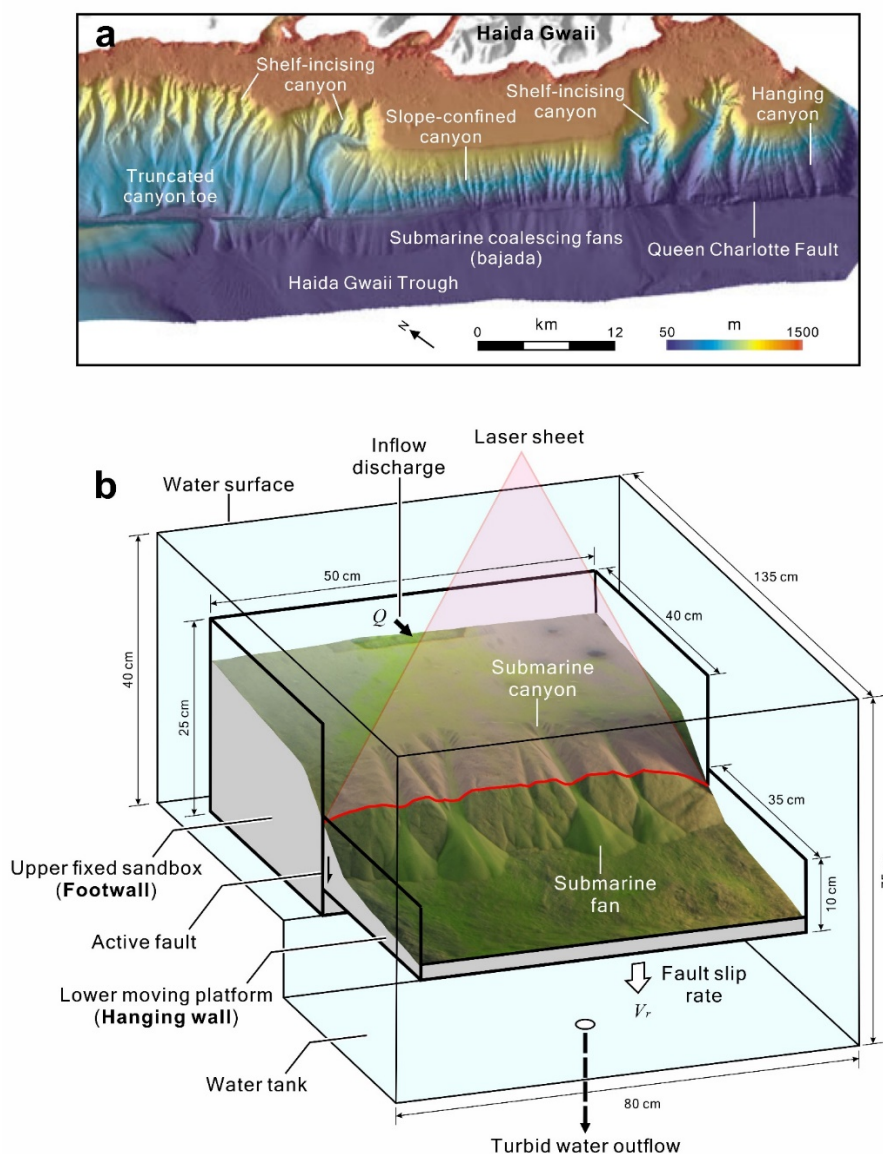 a
Haida Gwaii
Shelf-incising
canyon
Shelf-incising
canyon
Hanging
canyon
Slope-confined
canyon
Truncated
canyon toe
Submarine coalescing fans
(bajada)
Queen Charlotte Fault
Haida Gwaii Trough
N
km
0
12
m
50
1500
b
Laser sheet
Inflow
discharge
Water surface
135 cm
50 cm
40 cm
Q
40 cm
25 cm
Submarine
canyon
35 cm
10 cm
Submarine
fan
Upper fixed sandbox
(Footwall)
Active fault
Lower moving platform
(Hanging wall)
Fault slip
rate
Vr
Water tank
80 cm
Turbid water outflow